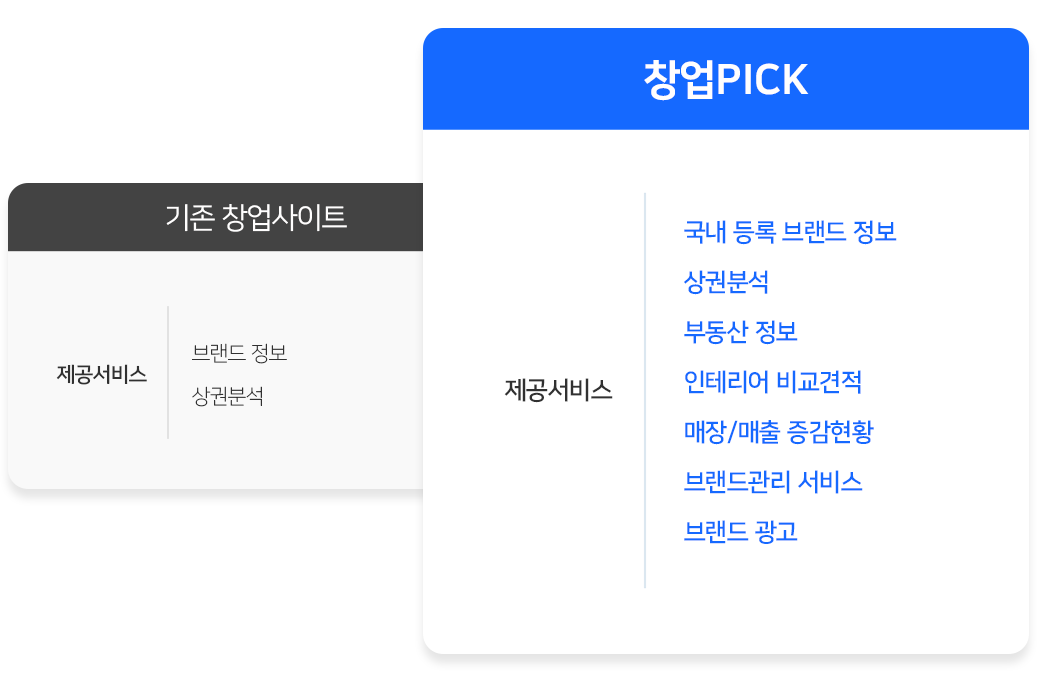 기존 창업사이트
제공서비스
브랜드 정보
상권분석
창업PICK
제공서비스
국내 등록 브랜드 정보
상권분석
부동산 정보
인테리어 비교견적
매장/매출 증감현황
브랜드관리 서비스
브랜드 광고